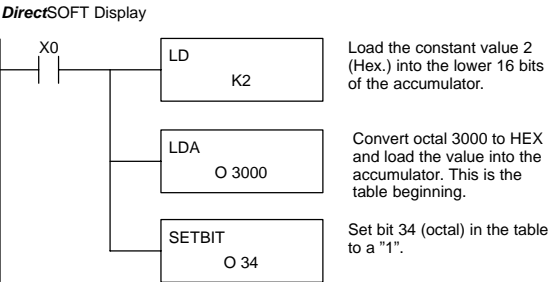 DirectSOFT Display
X0
LD
K2
Load the constant value 2
(Hex.) into the lower 16 bits
of the accumulator.
LDA
O 3000
Convert octal 3000 to HEX
and load the value into the
accumulator. This is the
table beginning.
SETBIT
O 34
Set bit 34 (octal) in the table
to a ”1”.